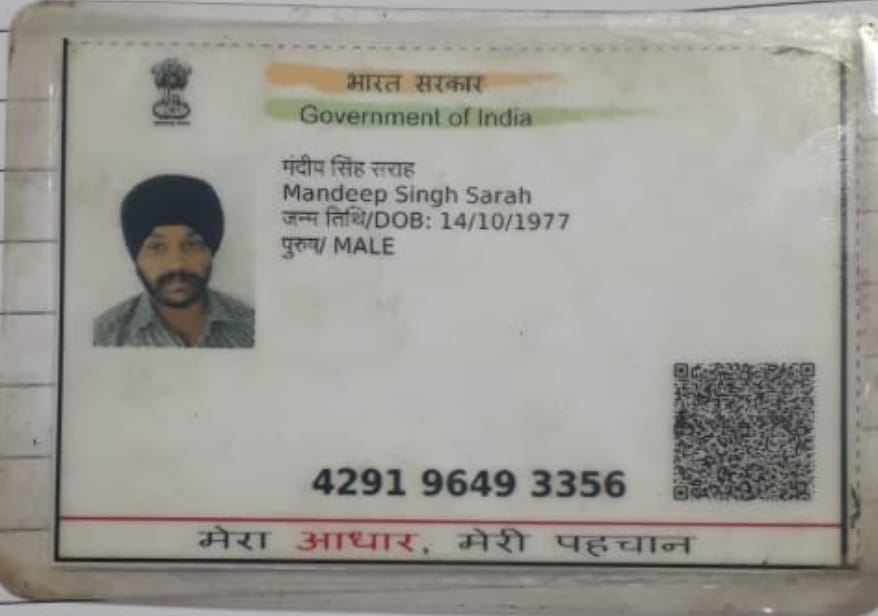 भारत सरकार
Government of India
मंदीप सिंह सराह
Mandeep Singh Sarah
जन्म तिथि/DOB: 14/10/1977
पुरुष/ MALE
4291 9649 3356
मेरा आधार, मेरी पहचान